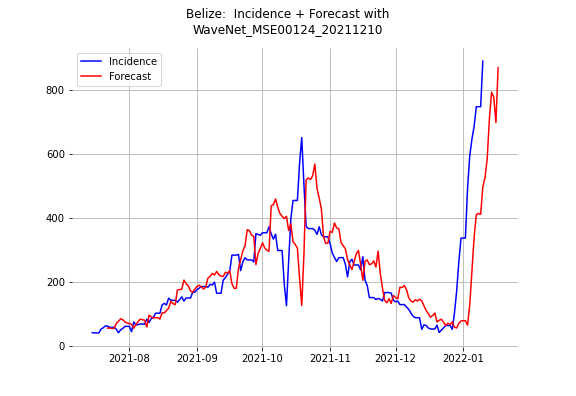 Belize:  Incidence + Forecast with
WaveNet_MSE00124_20211210
Incidence
Forecast
800
600
400
200
0
2021-08 2021-09 2021-10 2021-11 2021-12 2022-01